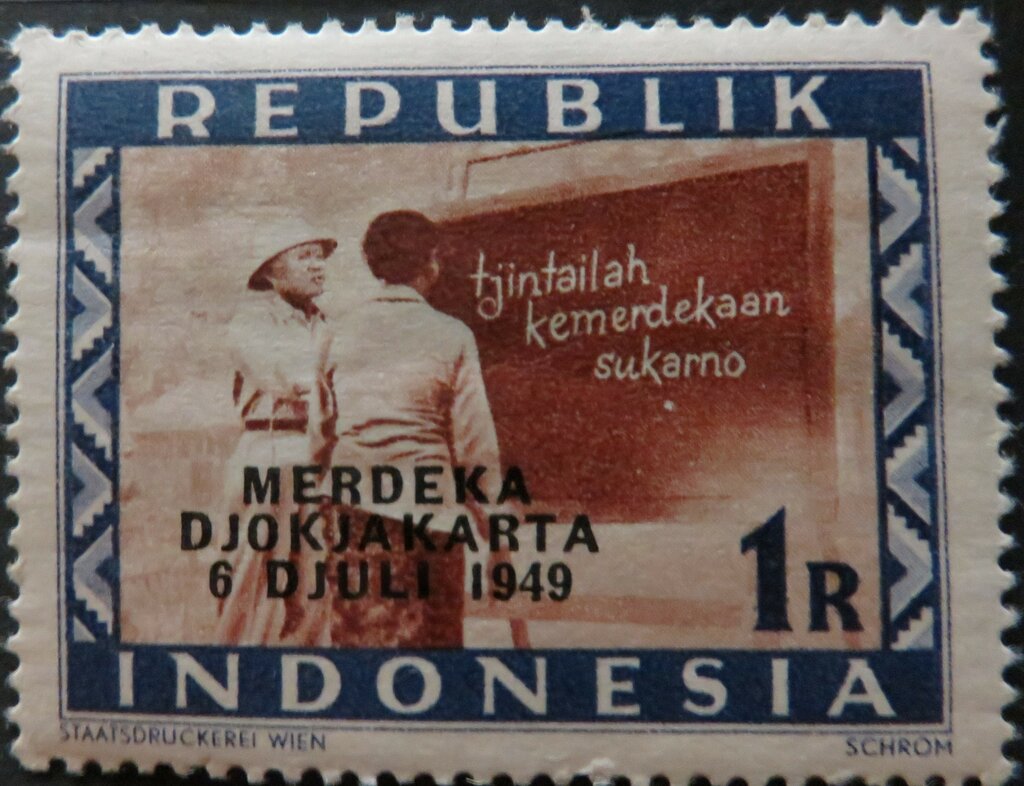 REPUBLIK
tjintailah
kemerdekaan
sukarno
MERDEKA
DJOKJAKARTA
6 DJULI 1949
1R
INDONESIA
STAATSDRUCKEREI WIEN
SCHROM